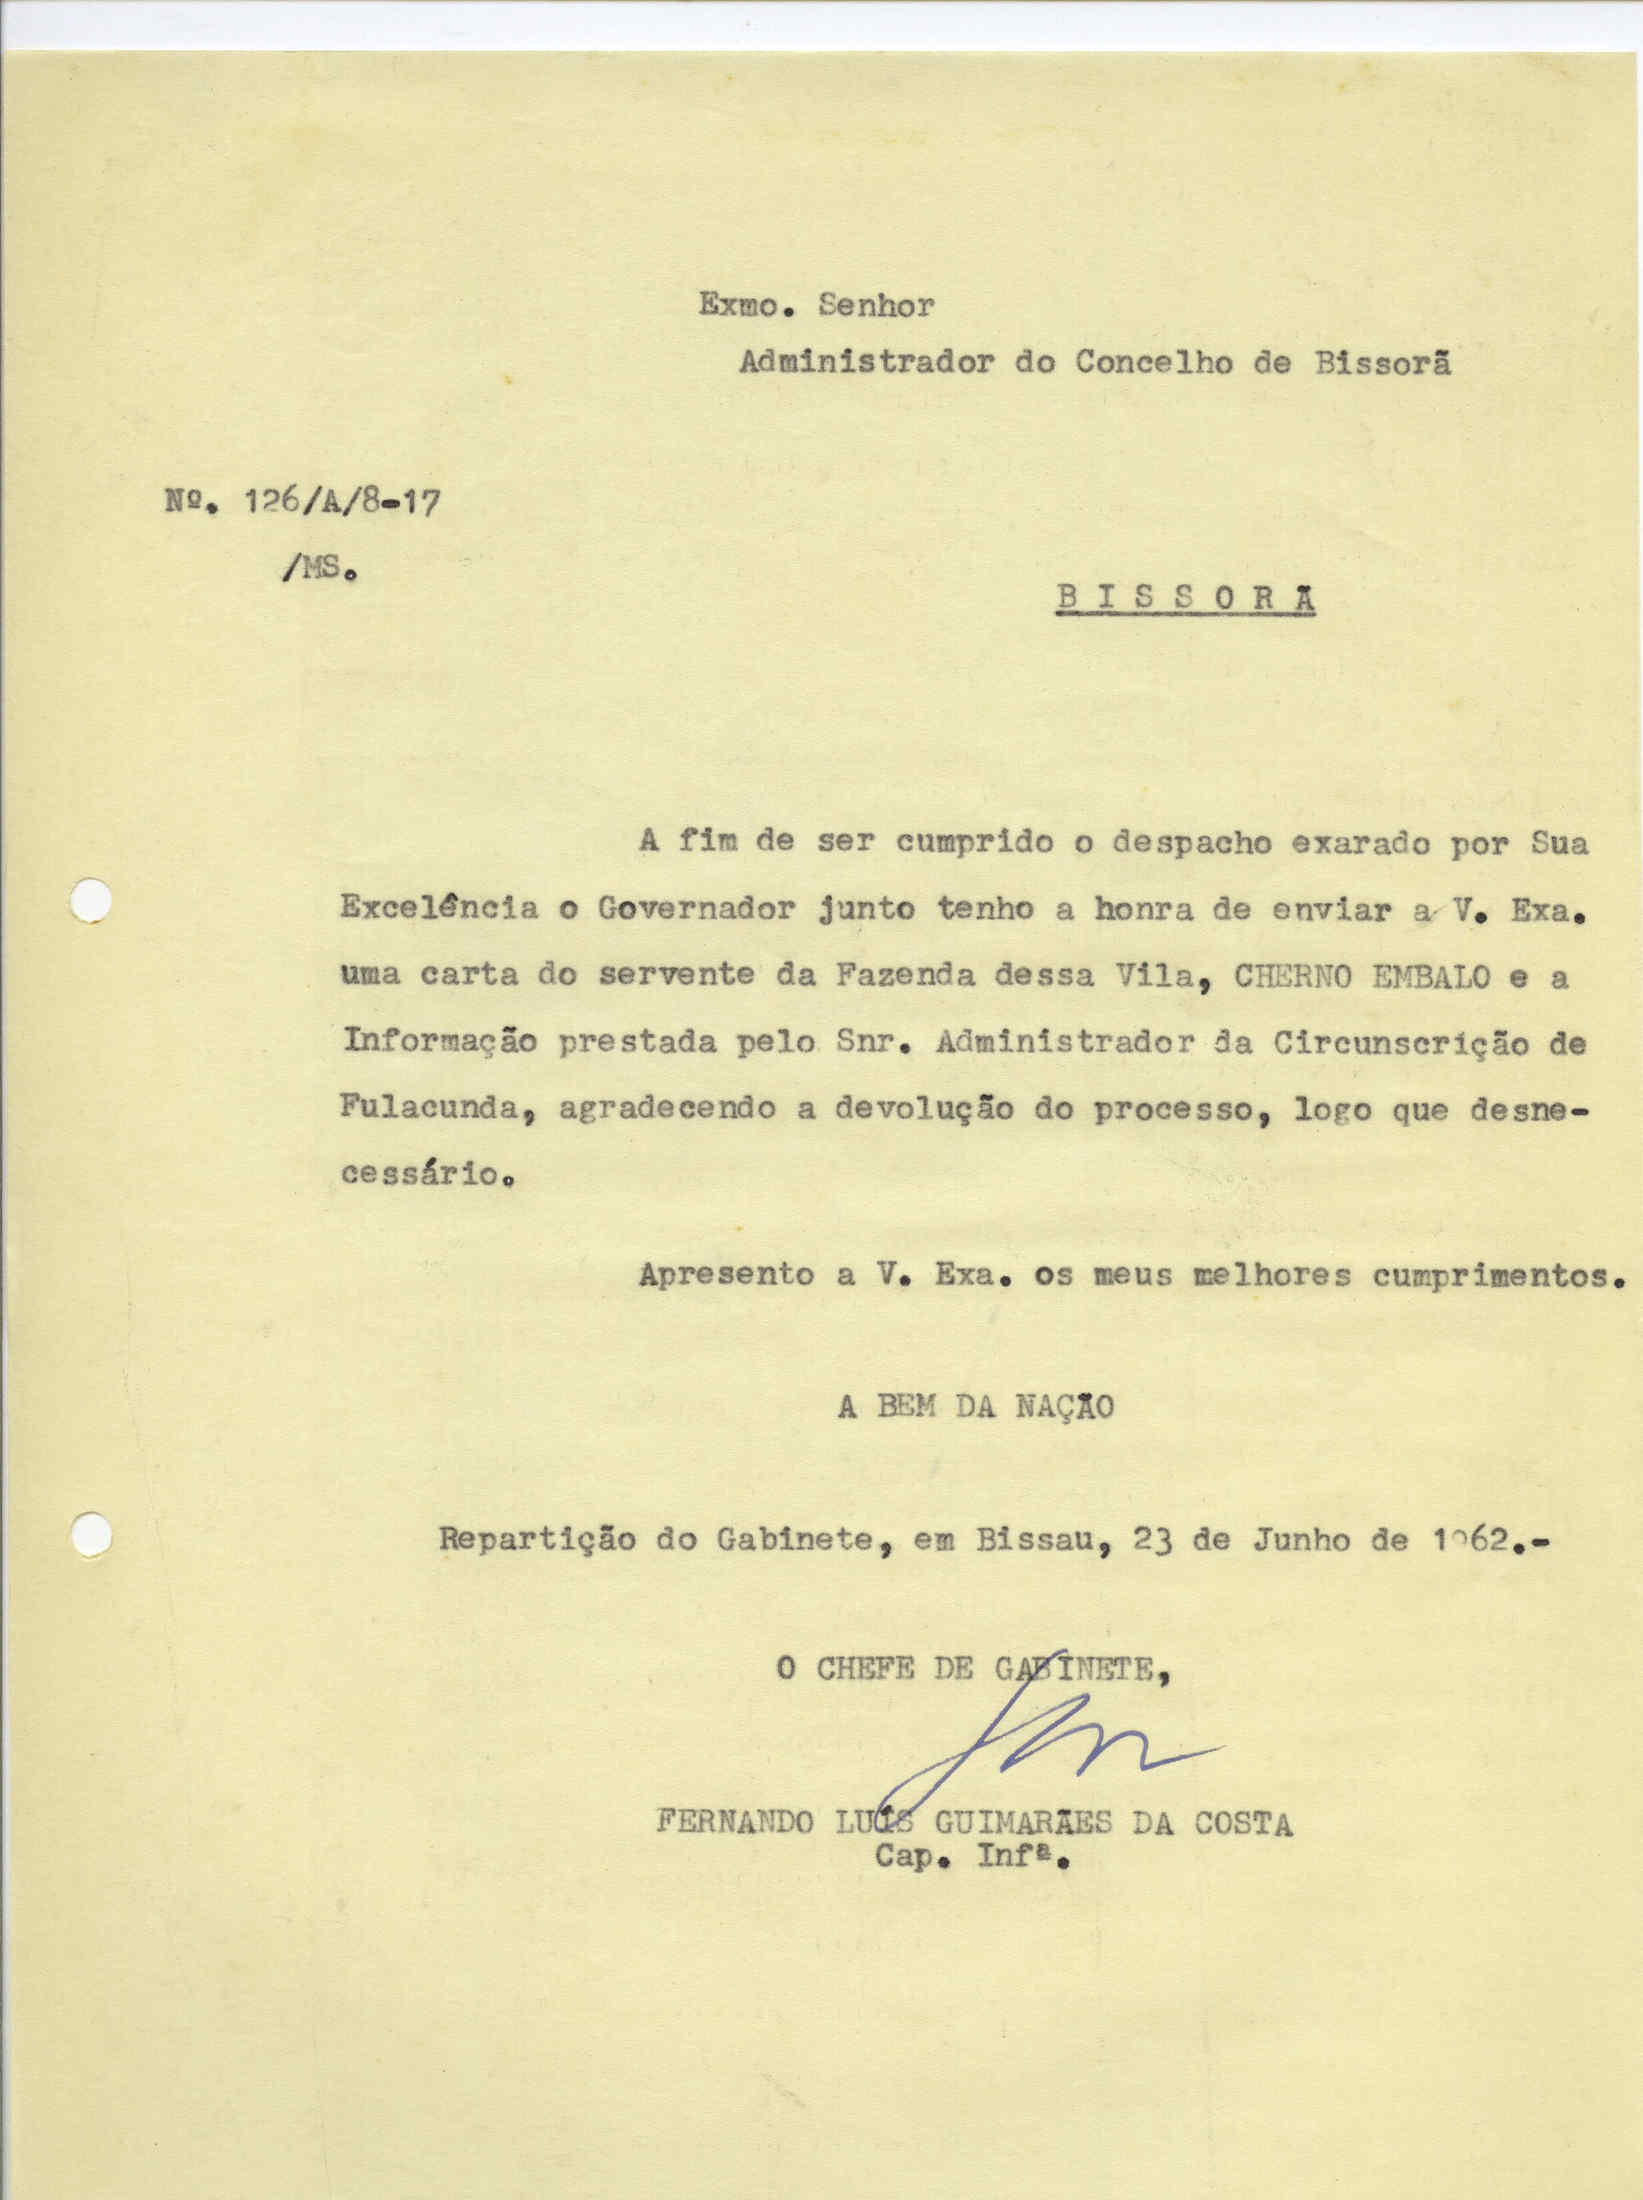 Exmo. Senhor
Administrador do Concelho de Bissorã
Nº. 126/A/8-17
/MS.
B I S S O R Ã
A fim de ser cumprido o despacho exarado por Sua
Excelência o Governador junto tenho a honra de enviar a V. Exa.
uma carta do servente da Fazenda dessa Vila, CHERNO EMBALO e a
Informação prestada pelo Snr. Administrador da Circunscrição de
Fulacunda, agradecendo a devolução do processo, logo que desne-
cessário.
Apresento a V. Exa. os meus melhores cumprimentos.
A BEM DA NAÇÃO
Repartição do Gabinete, em Bissau, 23 de Junho de 1962.-
O CHEFE DE GABINETE,
FERNANDO LUÍS GUIMARÃES DA COSTA
Cap. Infª.